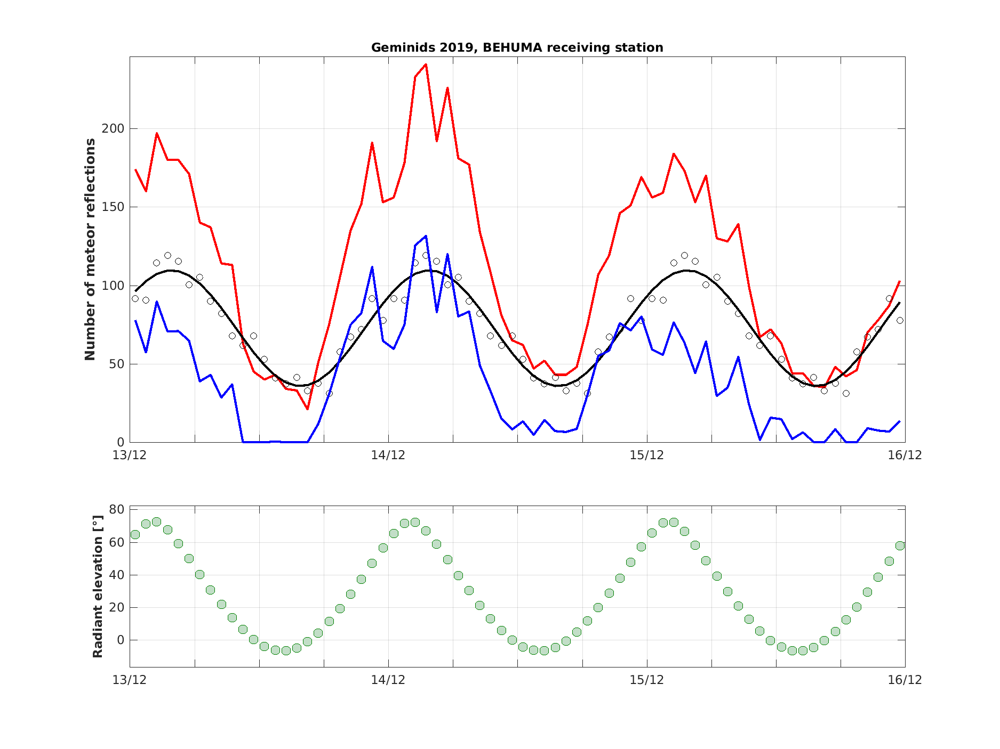 Geminids 2019, BEHUMA receiving station
Number of meteor reflections
200
150
100
50
0
13/12 14/12 15/12 16/12
Radiant elevation [°]
80
60
40
20
0
13/12 14/12 15/12 16/12